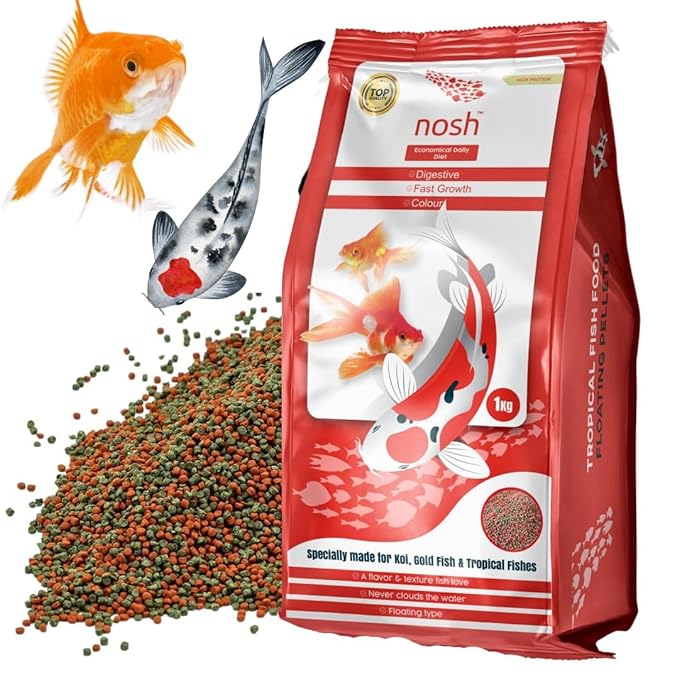 HIGH PROTEIN
TOP
QUALITY
nosh™
Economical Daily
Diet
Digestive
Fast Growth
Colour
1KG
Specially made for Koi, Gold Fish & Tropical Fishes
A flavor & texture fish love
Never clouds the water
Floating type
TROPICAL FISH FOOD
FLOATING PELLETS